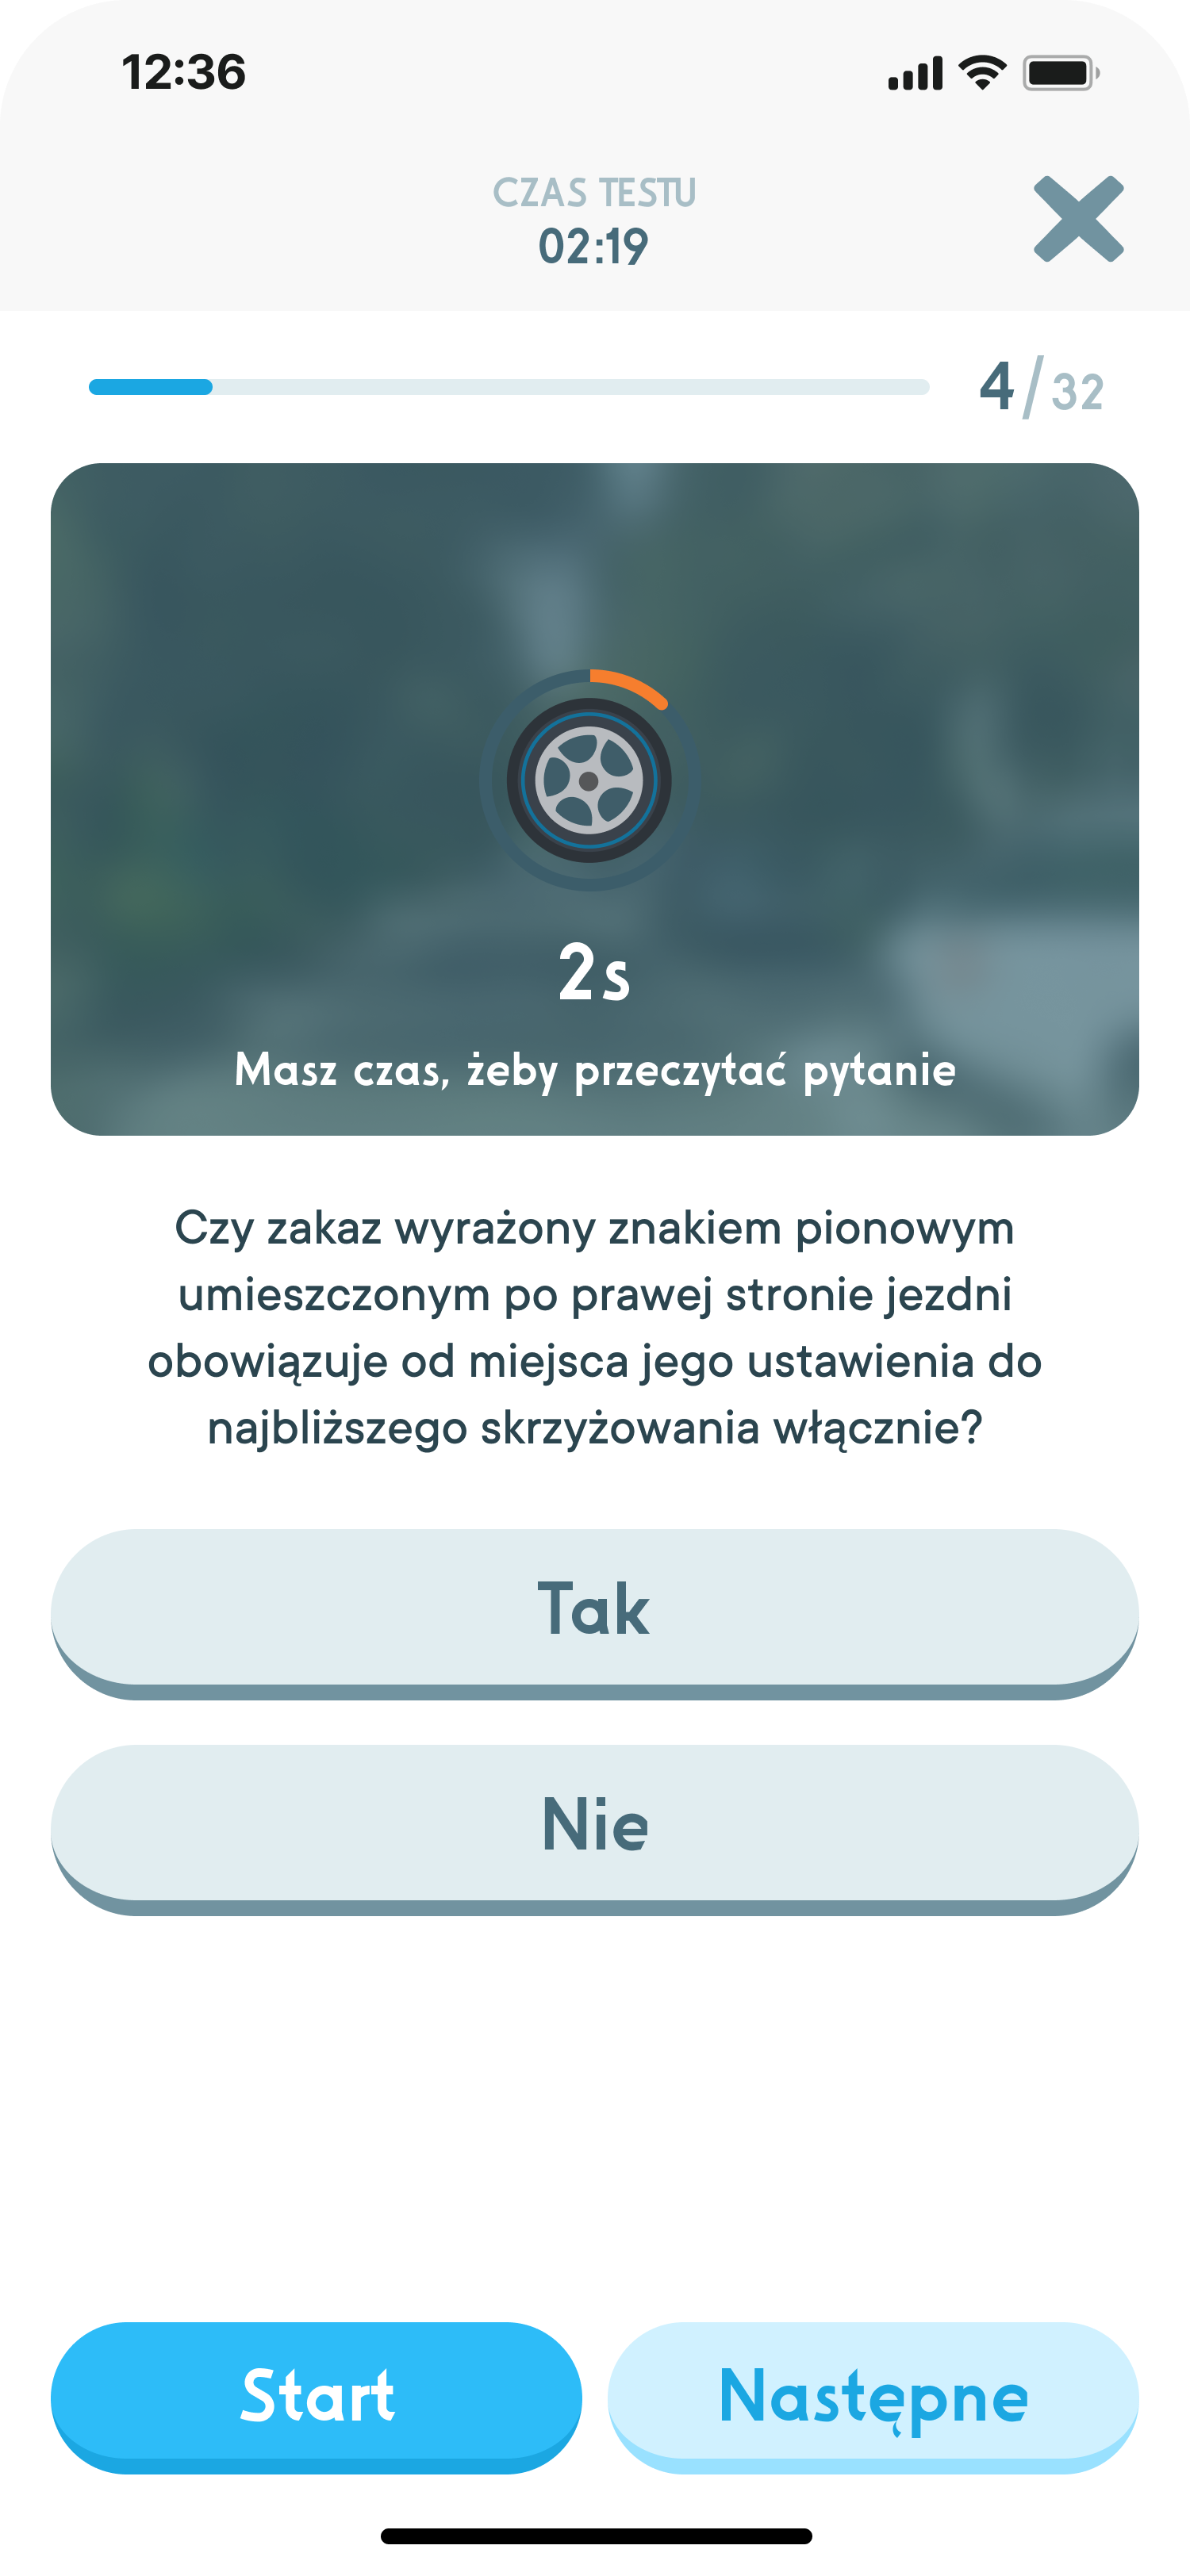 12:36
CZAS TESTU
02:19
4/32
2s
Masz czas, żeby przeczytać pytanie
Czy zakaz wyrażony znakiem pionowym
umieszczonym po prawej stronie jezdni
obowiązuje od miejsca jego ustawienia do
najbliższego skrzyżowania włącznie?
Tak
Nie
Start
Następne